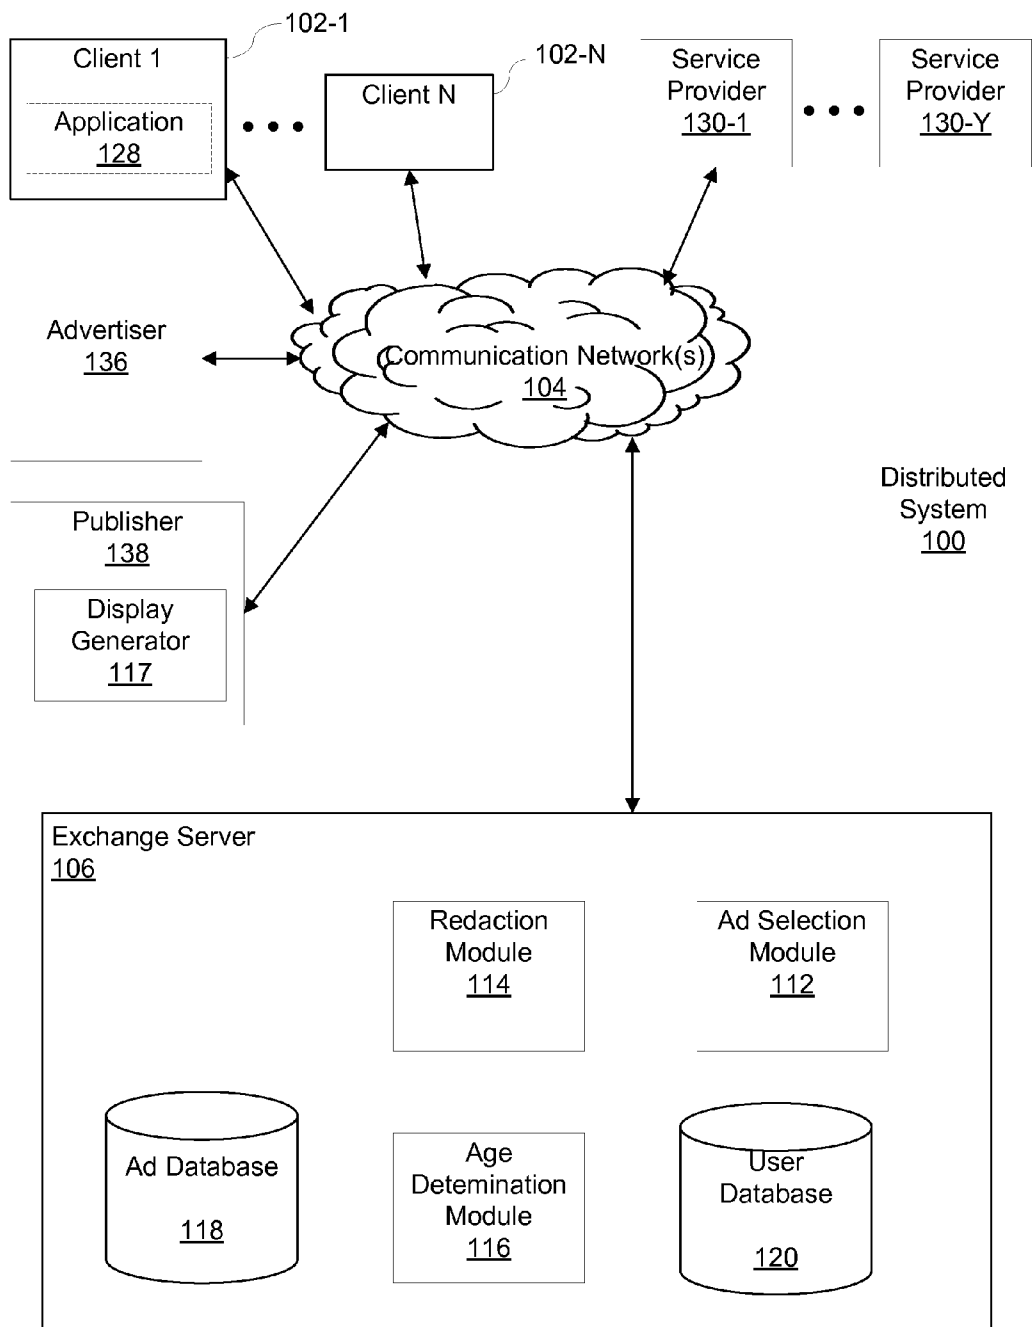 102-1
Client 1
Application
128
102-N
Client N
Service
Provider
130-1
Service
Provider
130-Y
Advertiser
136
Communication Network(s)
104
Publisher
138
Display
Generator
117
Distributed
System
100
Exchange Server
106
Redaction
Module
114
Ad Selection
Module
112
Ad Database
118
Age
Detemination
Module
116
User
Database
120